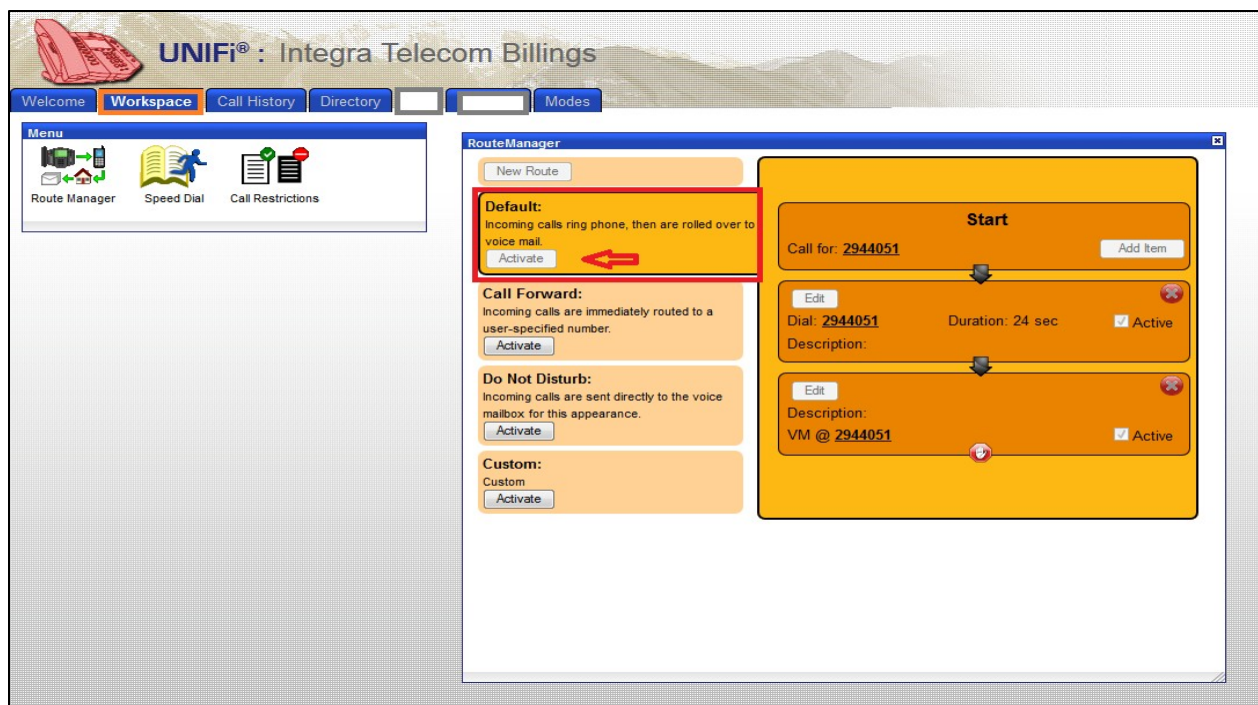 UNIFi® : Integra Telecom Billings
Welcome Workspace Call History Directory Modes
Menu
Route Manager Speed Dial Call Restrictions
RouteManager
New Route
Default:
Incoming calls ring phone, then are rolled over to
voice mail.
Activate
Call Forward:
Incoming calls are immediately routed to a
user-specified number.
Activate
Do Not Disturb:
Incoming calls are sent directly to the voice
mailbox for this appearance.
Activate
Custom:
Custom
Activate
Start
Call for: 2944051 Add Item
Edit
Dial: 2944051 Duration: 24 sec Active
Description:
Edit
Description:
VM @ 2944051 Active